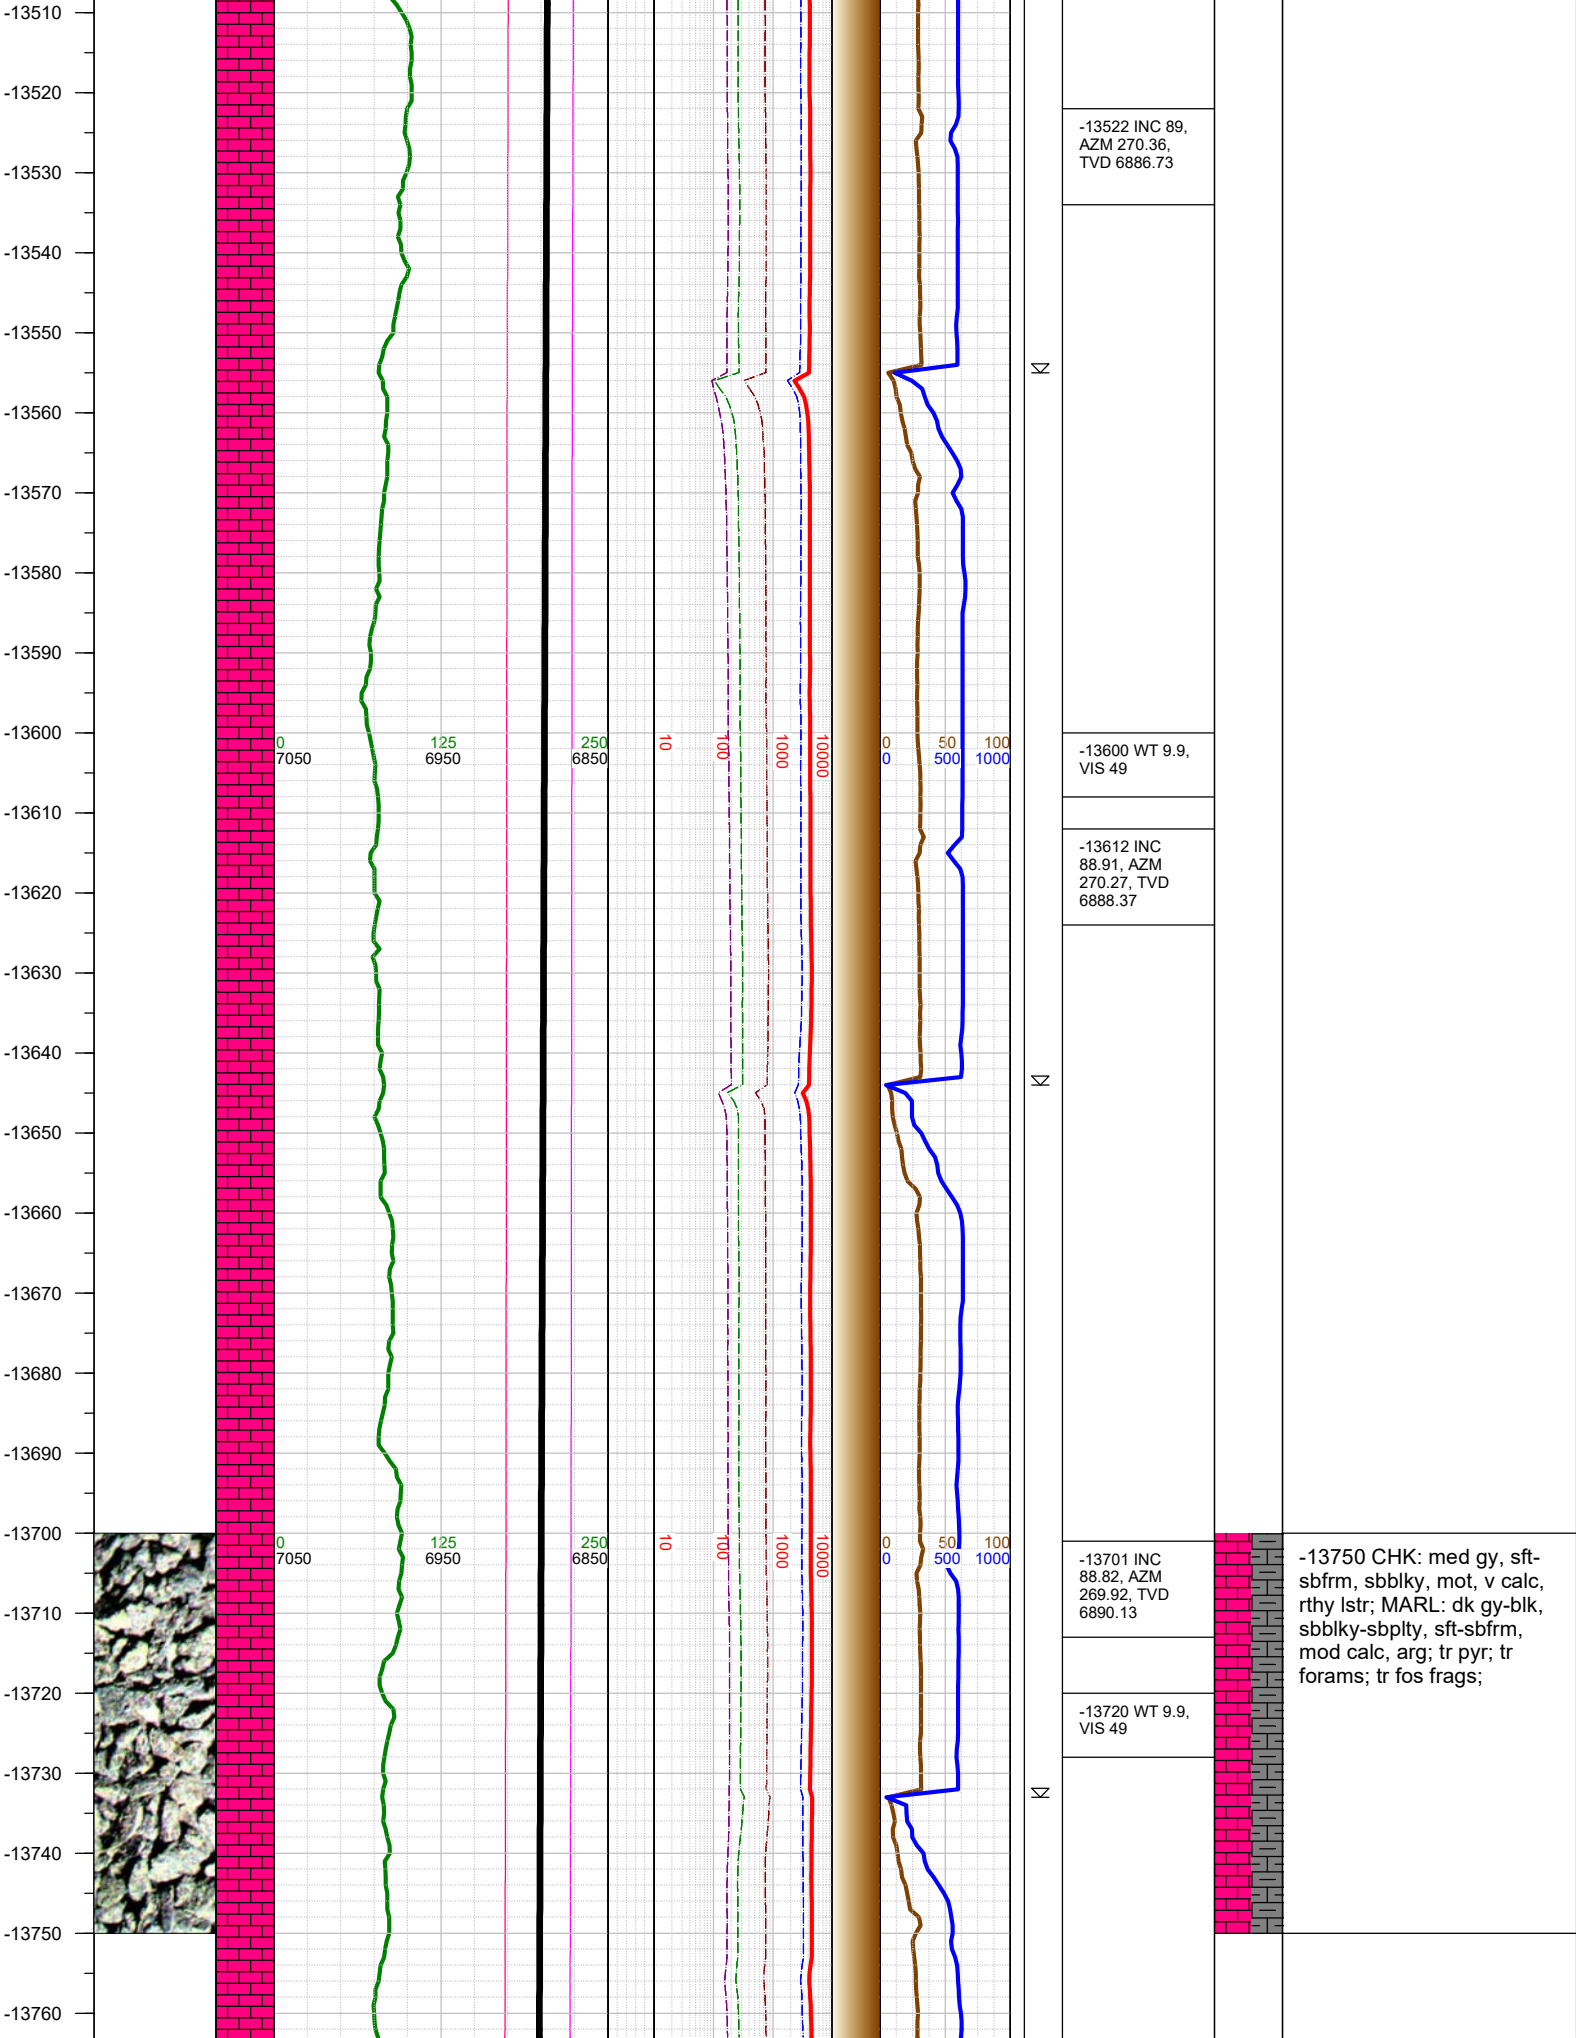 -13510
-13520
-13522 INC 89,
AZM 270.36,
TVD 6886.73
-13530
-13540
-13550
-13560
-13570
-13580
-13590
-13600
0 125 250 10 100 1000 10000 0 50 100
7050 6950 6850 0 500 1000
-13600 WT 9.9,
VIS 49
-13610
-13612 INC
88.91, AZM
270.27, TVD
6888.37
-13620
-13630
-13640
-13650
-13660
-13670
-13680
-13690
-13700
0 125 250 10 100 1000 10000 0 50 100
7050 6950 6850 0 500 1000
-13701 INC
88.82, AZM
269.92, TVD
6890.13
-13750 CHK: med gy, sft-
sbfrm, sbblky, mot, v calc,
rthy lstr; MARL: dk gy-blk,
sbblky-sbplty, sft-sbfrm,
mod calc, arg; tr pyr; tr
forams; tr fos frags;
-13710
-13720
-13720 WT 9.9,
VIS 49
-13730
-13740
-13750
-13760